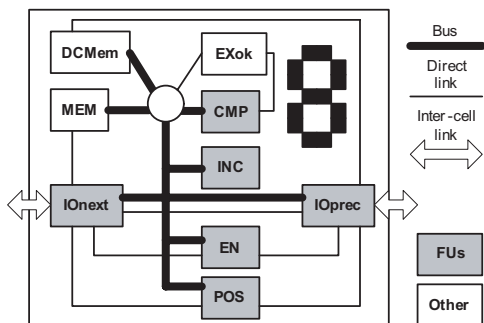 DCMem
EXok
MEM
CMP
INC
IOnext
IOprec
EN
POS
Bus
Direct
link
Inter-cell
link
FUs
Other